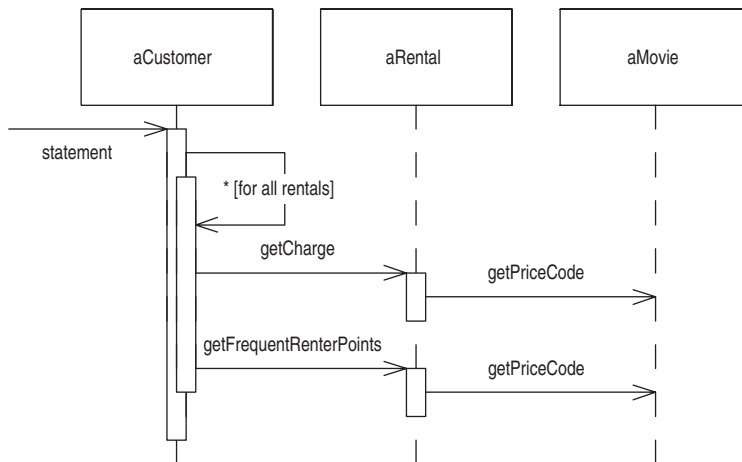 aCustomer
aRental
aMovie
statement
* [for all rentals]
getCharge
getPriceCode
getFrequentRenterPoints
getPriceCode